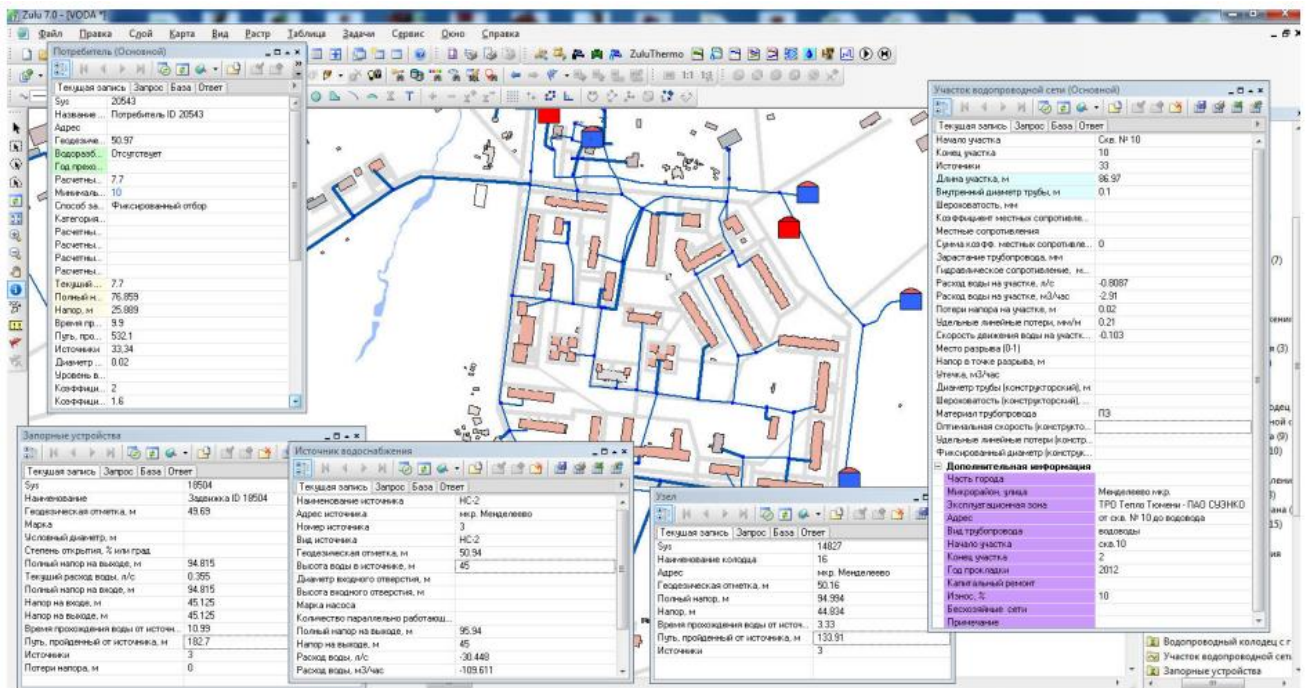 Zulu 7.0 - [VODA *]
Файл Правка Слой Карта Вид Растр Таблица Задачи Сервис Окно Справка
ZuluThermo
1:1
Потребитель (Основной)
Текущая запись Запрос База Ответ
Sys 20543
Название ... Потребитель ID 20543
Адрес
Геодезиче... 50.97
Водоразб... Отсутствует
Год прохо...
Расчетны... 7.7
Минималь... 10
Способ за... Фиксированный отбор
Категория...
Расчетны...
Расчетны...
Расчетны...
Расчетны...
Текущий ... 7.7
Полный н... 76.859
Напор, м 25.889
Время пр... 9.9
Путь, про... 532.1
Источники 33,34
Диаметр ... 0.02
Уровень в...
Коэффици... 2
Коэффици... 1.6
Участок водопроводной сети (Основной)
Текущая запись Запрос База Ответ
Начало участка Скв. № 10
Конец участка 10
Источники 33
Длина участка, м 86.97
Внутренний диаметр трубы, м 0.1
Шероховатость, мм
Коэффициент местных сопротивле...
Местные сопротивления
Сумма коэфф. местных сопротивле... 0
Зарастание трубопровода, мм
Гидравлическое сопротивление, м...
Расход воды на участке, л/с -0.8087
Расход воды на участке, м3/час -2.91
Потери напора на участке, м 0.02
Удельные линейные потери, мм/м 0.21
Скорость движения воды на участк... -0.103
Место разрыва (0-1)
Напор в точке разрыва, м
Утечка, м3/час
Диаметр трубы (конструкторский), м
Шероховатость (конструкторский), ...
Материал трубопровода ПЭ
Оптимальная скорость (конструкто...
Удельные линейные потери (констр...
Фиксированный диаметр (конструк...
Дополнительная информация
Часть города
Микрорайон, улица Менделеево мкр.
Эксплуатационная зона ТРО Тепло Тюмени - ПАО СУЭНКО
Адрес от скв. № 10 до водовода
Вид трубопровода водоводы
Начало участка скв.10
Конец участка 2
Год прокладки 2012
Капитальный ремонт
Износ, % 10
Бесхозяйные сети
Примечание
Запорные устройства
Текущая запись Запрос База Ответ
Sys 18504
Наименование Задвижка ID 18504
Геодезическая отметка, м 49.69
Марка
Условный диаметр, м
Степень открытия, % или град
Полный напор на выходе, м 94.815
Текущий расход воды, л/с 0.355
Полный напор на входе, м 94.815
Напор на входе, м 45.125
Напор на выходе, м 45.125
Время прохождения воды от источн... 10.99
Путь, пройденный от источника, м 182.7
Источники 3
Потери напора, м 0
Источник водоснабжения
Текущая запись Запрос База Ответ
Наименование источника НС-2
Адрес источника мкр. Менделеево
Номер источника 3
Вид источника НС-2
Геодезическая отметка, м 50.94
Высота воды в источнике, м 45
Диаметр входного отверстия, м
Высота входного отверстия, м
Марка насоса
Количество параллельно работающ...
Полный напор на выходе, м 95.94
Напор на выходе, м 45
Расход воды, л/с -30.448
Расход воды, м3/час -109.611
Узел
Текущая запись Запрос База Ответ
Sys 14827
Наименование колодца 16
Адрес мкр. Менделеево
Геодезическая отметка, м 50.16
Полный напор, м 94.994
Напор, м 44.834
Время прохождения воды от источ... 3.33
Путь, пройденный от источника, м 133.91
Источники 3
(7)
(3)
(9)
10)
15)
Водопроводный колодец с г
Участок водопроводной сети
Запорные устройства